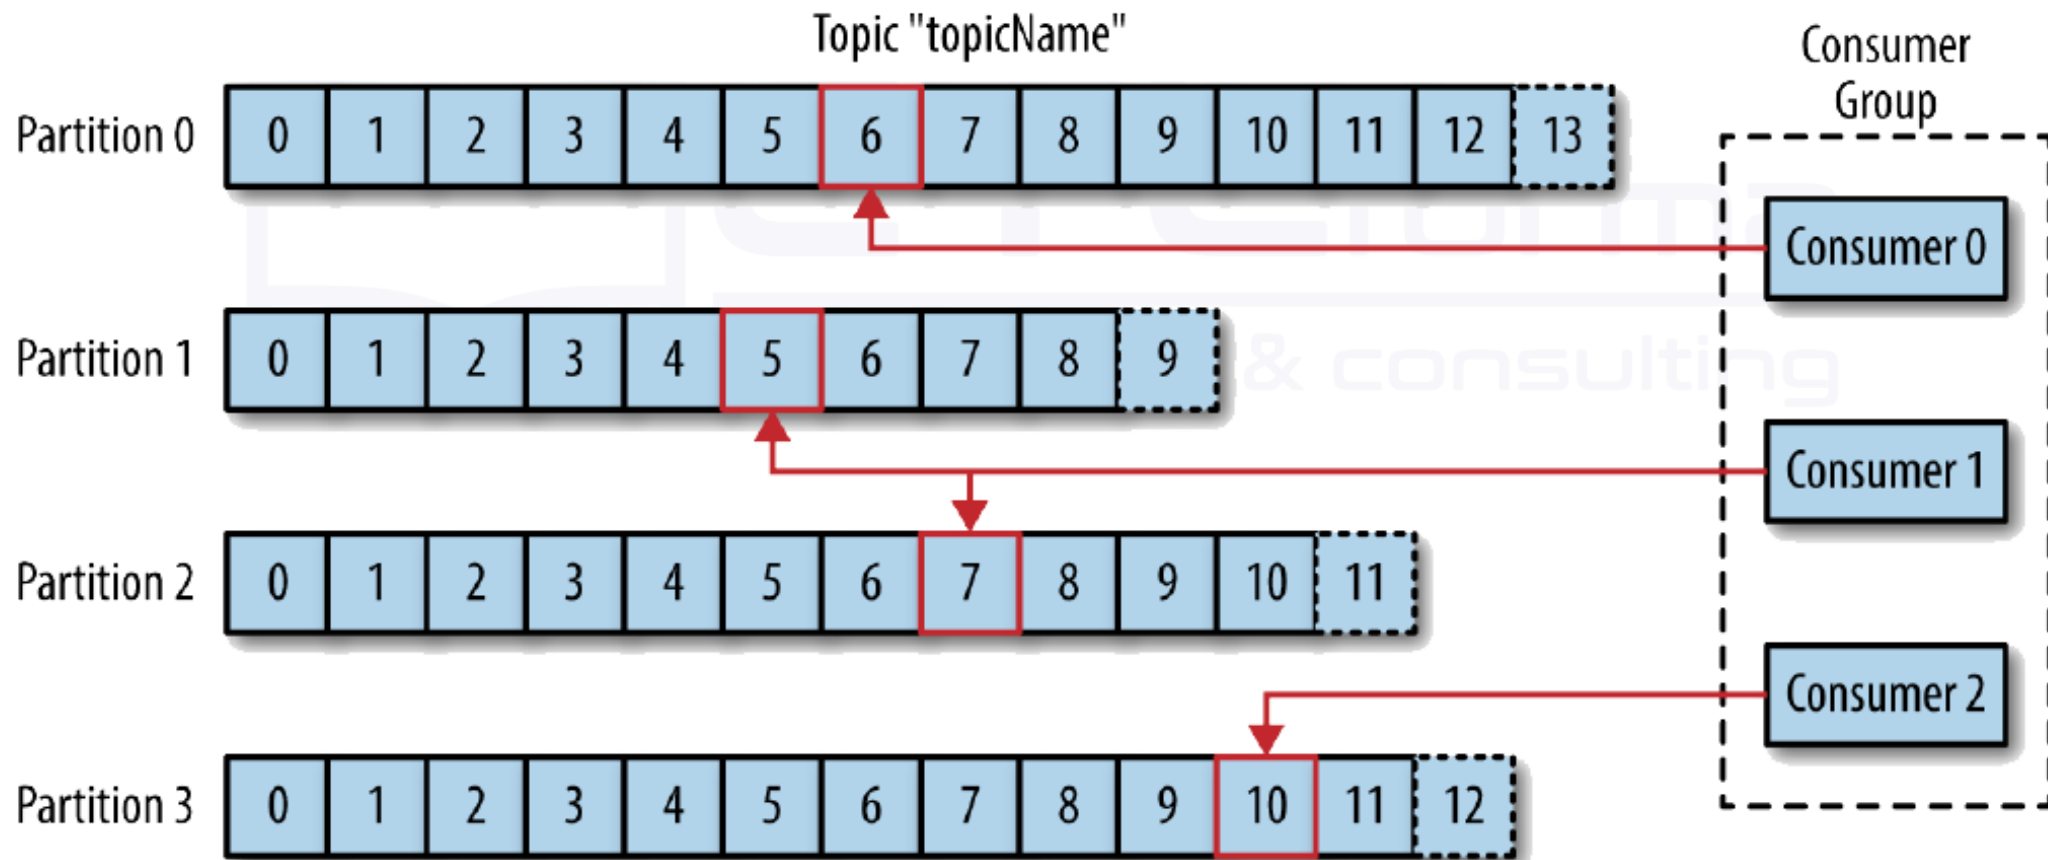 Topic "topicName"
Consumer
Group
Partition 0 0 1 2 3 4 5 6 7 8 9 10 11 12 13
Consumer 0
Partition 1 0 1 2 3 4 5 6 7 8 9
& consulting
Consumer 1
Partition 2 0 1 2 3 4 5 6 7 8 9 10 11
Consumer 2
Partition 3 0 1 2 3 4 5 6 7 8 9 10 11 12